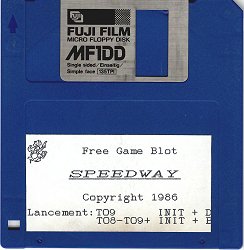 FUJI FILM
MICRO FLOPPY DISK
MF1DD
Single sided / Einseitig /
Simple face 135TPI
Free Game Blot
SPEEDWAY
Copyright 1986
Lancement: TO9 INIT + D
TO8-TO9+ INIT + B